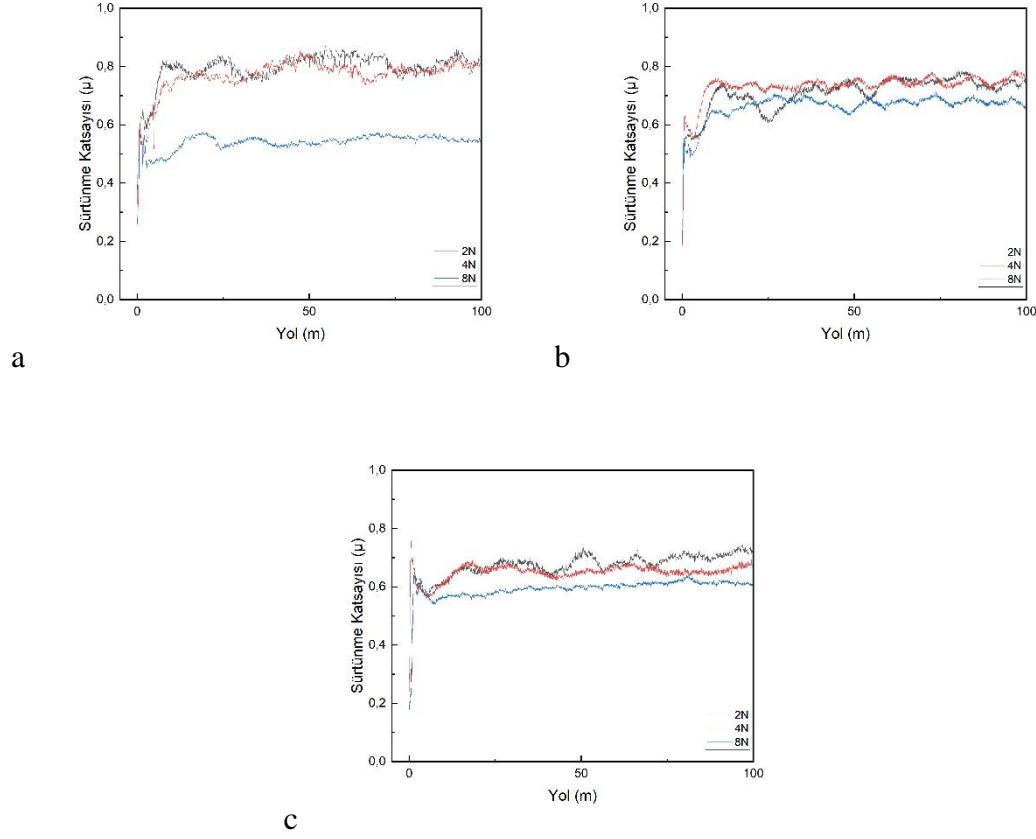 1,0
0,8
0,6
0,4
0,2
0,0
Sürtünme Katsayısı (µ)
2N
4N
8N
0
50
100
Yol (m)
a
1,0
0,8
0,6
0,4
0,2
0,0
Sürtünme Katsayısı (µ)
2N
4N
8N
0
50
100
Yol (m)
b
1,0
0,8
0,6
0,4
0,2
0,0
Sürtünme Katsayısı (µ)
2N
4N
8N
0
50
100
Yol (m)
c